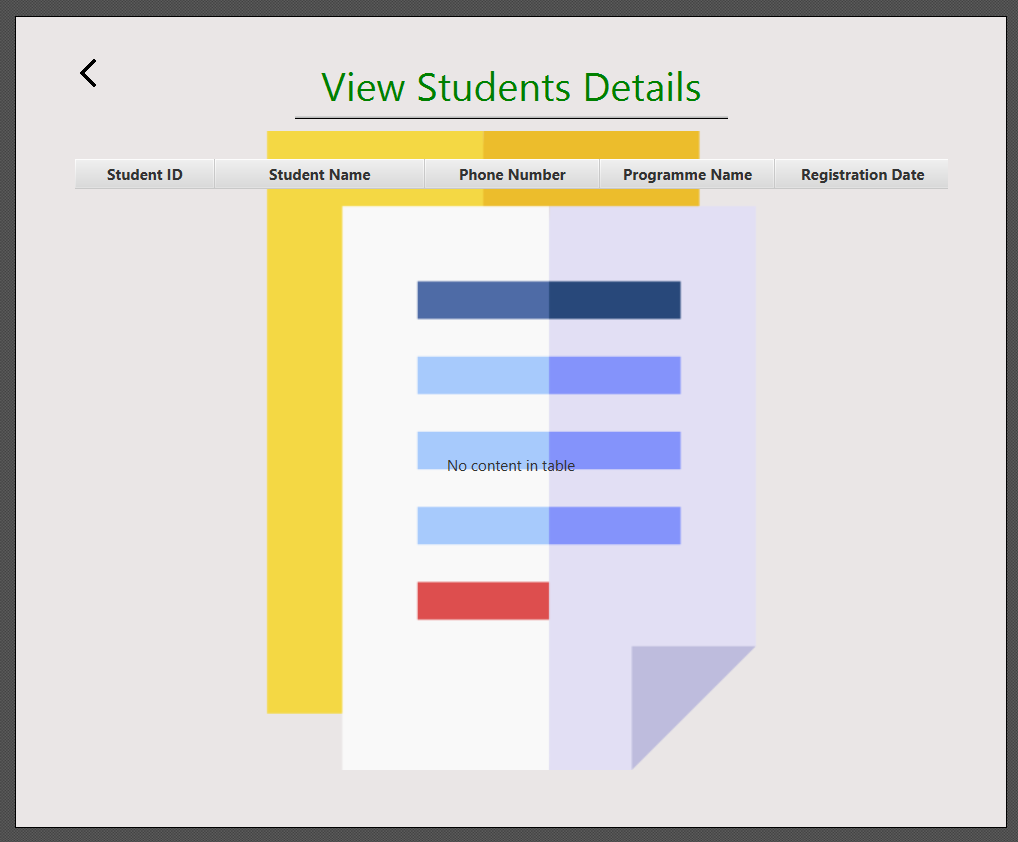 View Students Details
Student ID Student Name Phone Number Programme Name Registration Date
No content in table